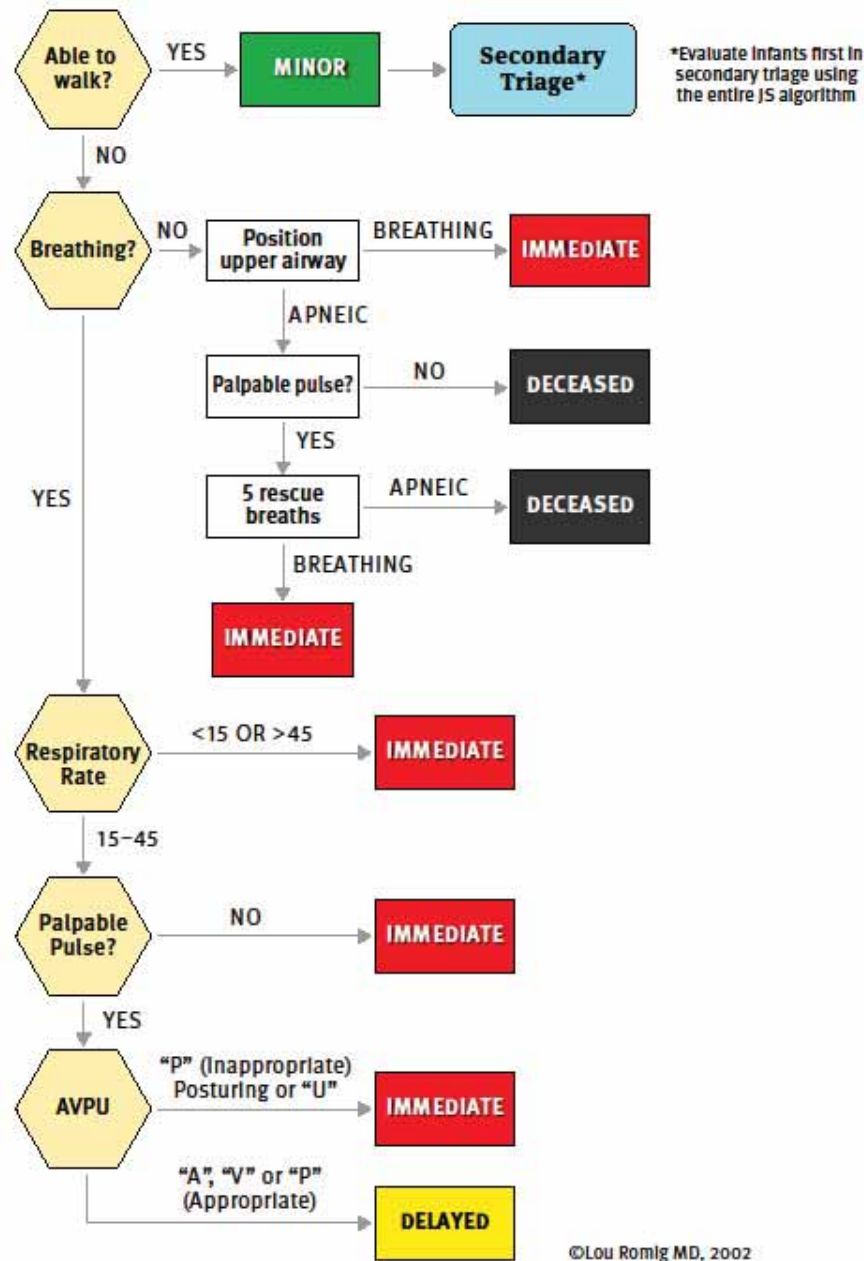 Able to
walk?
YES
MINOR
Secondary
Triage*
*Evaluate infants first in
secondary triage using
the entire JS algorithm
NO
Breathing?
NO
Position
upper airway
BREATHING
IMMEDIATE
APNEIC
Palpable pulse?
NO
DECEASED
YES
5 rescue
breaths
APNEIC
DECEASED
BREATHING
IMMEDIATE
YES
Respiratory
Rate
<15 OR >45
IMMEDIATE
15–45
Palpable
Pulse?
NO
IMMEDIATE
YES
AVPU
“P” (Inappropriate)
Posturing or “U”
IMMEDIATE
“A”, “V” or “P”
(Appropriate)
DELAYED
©Lou Romig MD, 2002